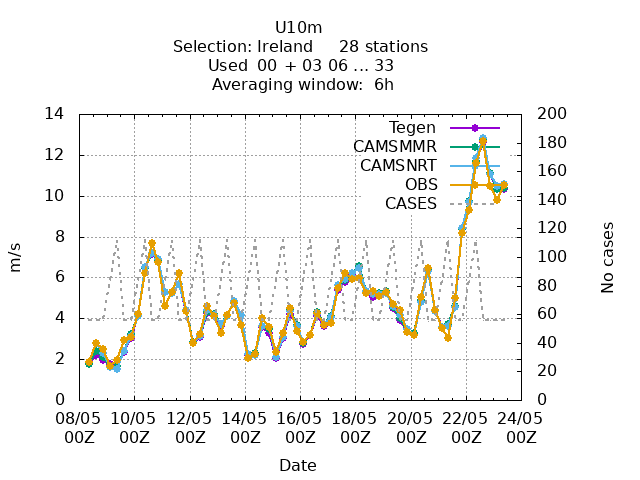 U10m
Selection: Ireland 28 stations
Used 00 + 03 06 ... 33
Averaging window: 6h
14
12
10
8
6
4
2
0
m/s
200
180
160
140
120
100
80
60
40
20
0
No cases
Tegen
CAMSMMR
CAMSNRT
OBS
CASES
08/05 10/05 12/05 14/05 16/05 18/05 20/05 22/05 24/05
00Z 00Z 00Z 00Z 00Z 00Z 00Z 00Z 00Z
Date